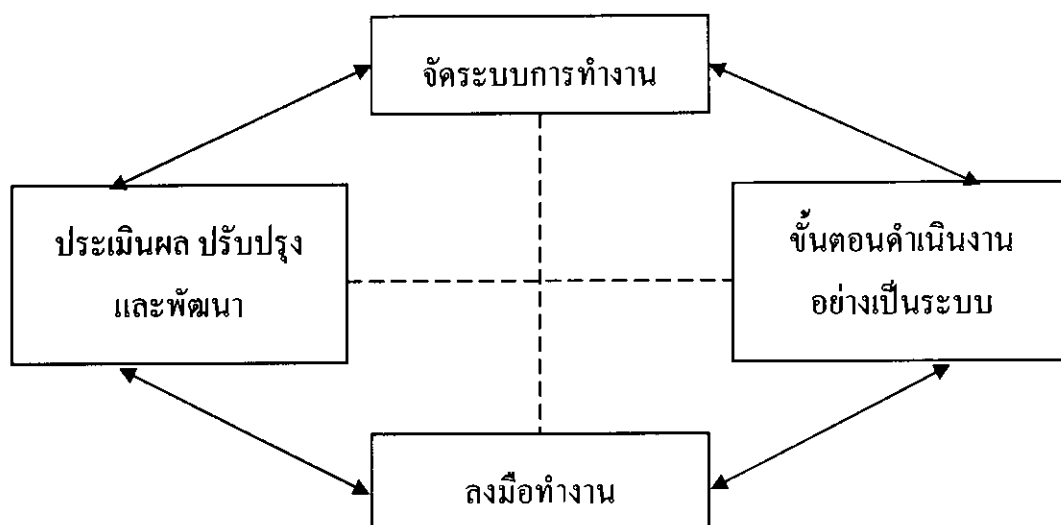 จัดระบบการทำงาน
ประเมินผล ปรับปรุง
และพัฒนา
ขั้นตอนดำเนินงาน
อย่างเป็นระบบ
ลงมือทำงาน